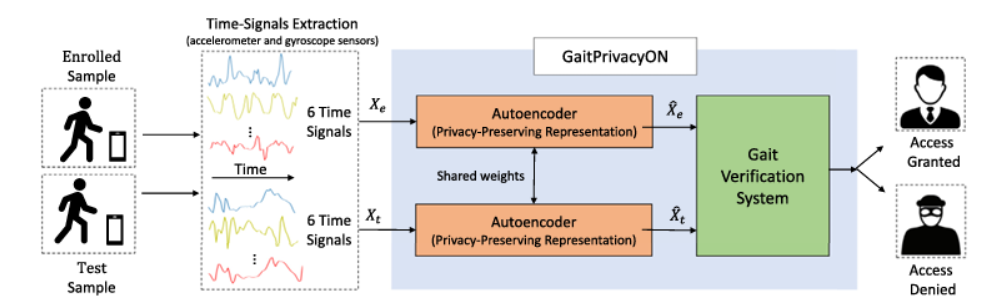 Time-Signals Extraction
(accelerometer and gyroscope sensors)
Enrolled
Sample
GaitPrivacyON
6 Time
Signals
X_e
Autoencoder
(Privacy-Preserving Representation)
X̂_e
Gait
Verification
System
Access
Granted
Time
Shared weights
6 Time
Signals
X_t
Autoencoder
(Privacy-Preserving Representation)
X̂_t
Test
Sample
Access
Denied